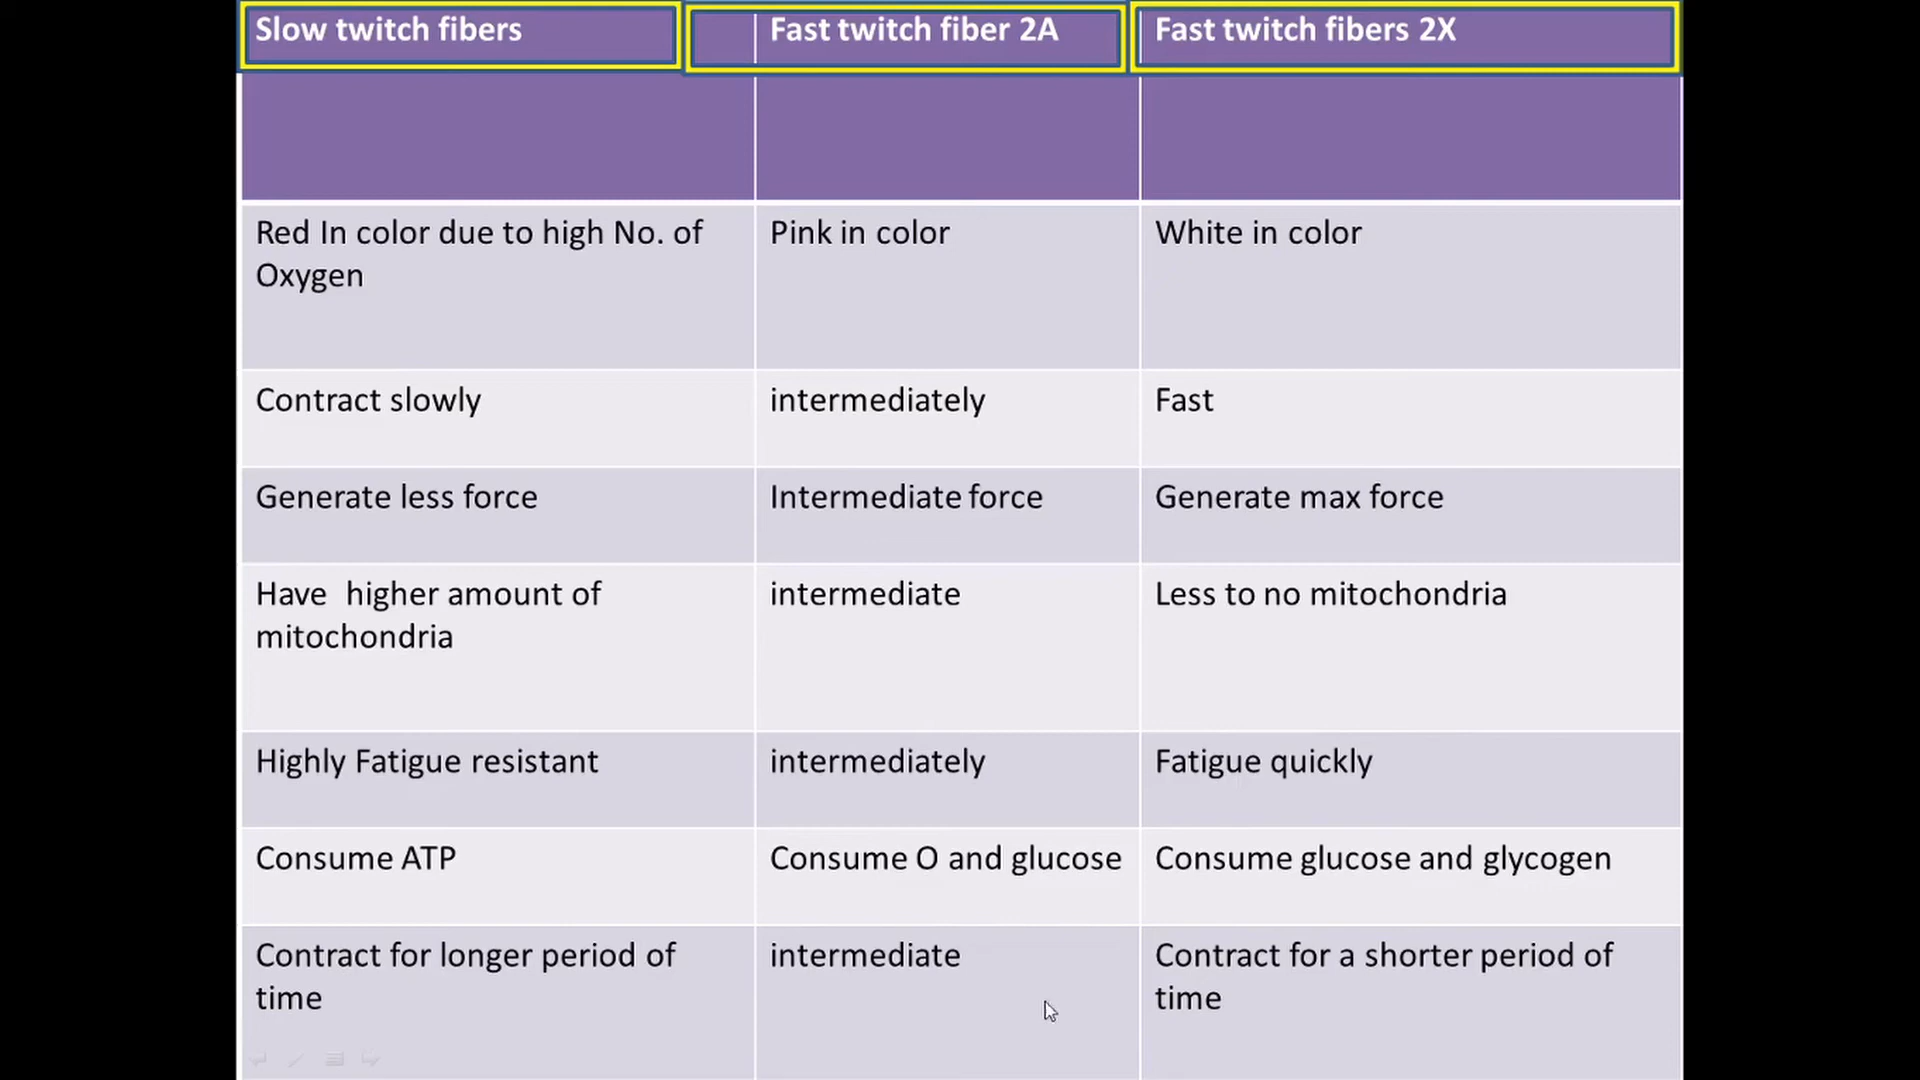 Slow twitch fibers
Fast twitch fiber 2A
Fast twitch fibers 2X
Red In color due to high No. of
Oxygen
Pink in color
White in color
Contract slowly
intermediately
Fast
Generate less force
Intermediate force
Generate max force
Have higher amount of
mitochondria
intermediate
Less to no mitochondria
Highly Fatigue resistant
intermediately
Fatigue quickly
Consume ATP
Consume O and glucose
Consume glucose and glycogen
Contract for longer period of
time
intermediate
Contract for a shorter period of
time